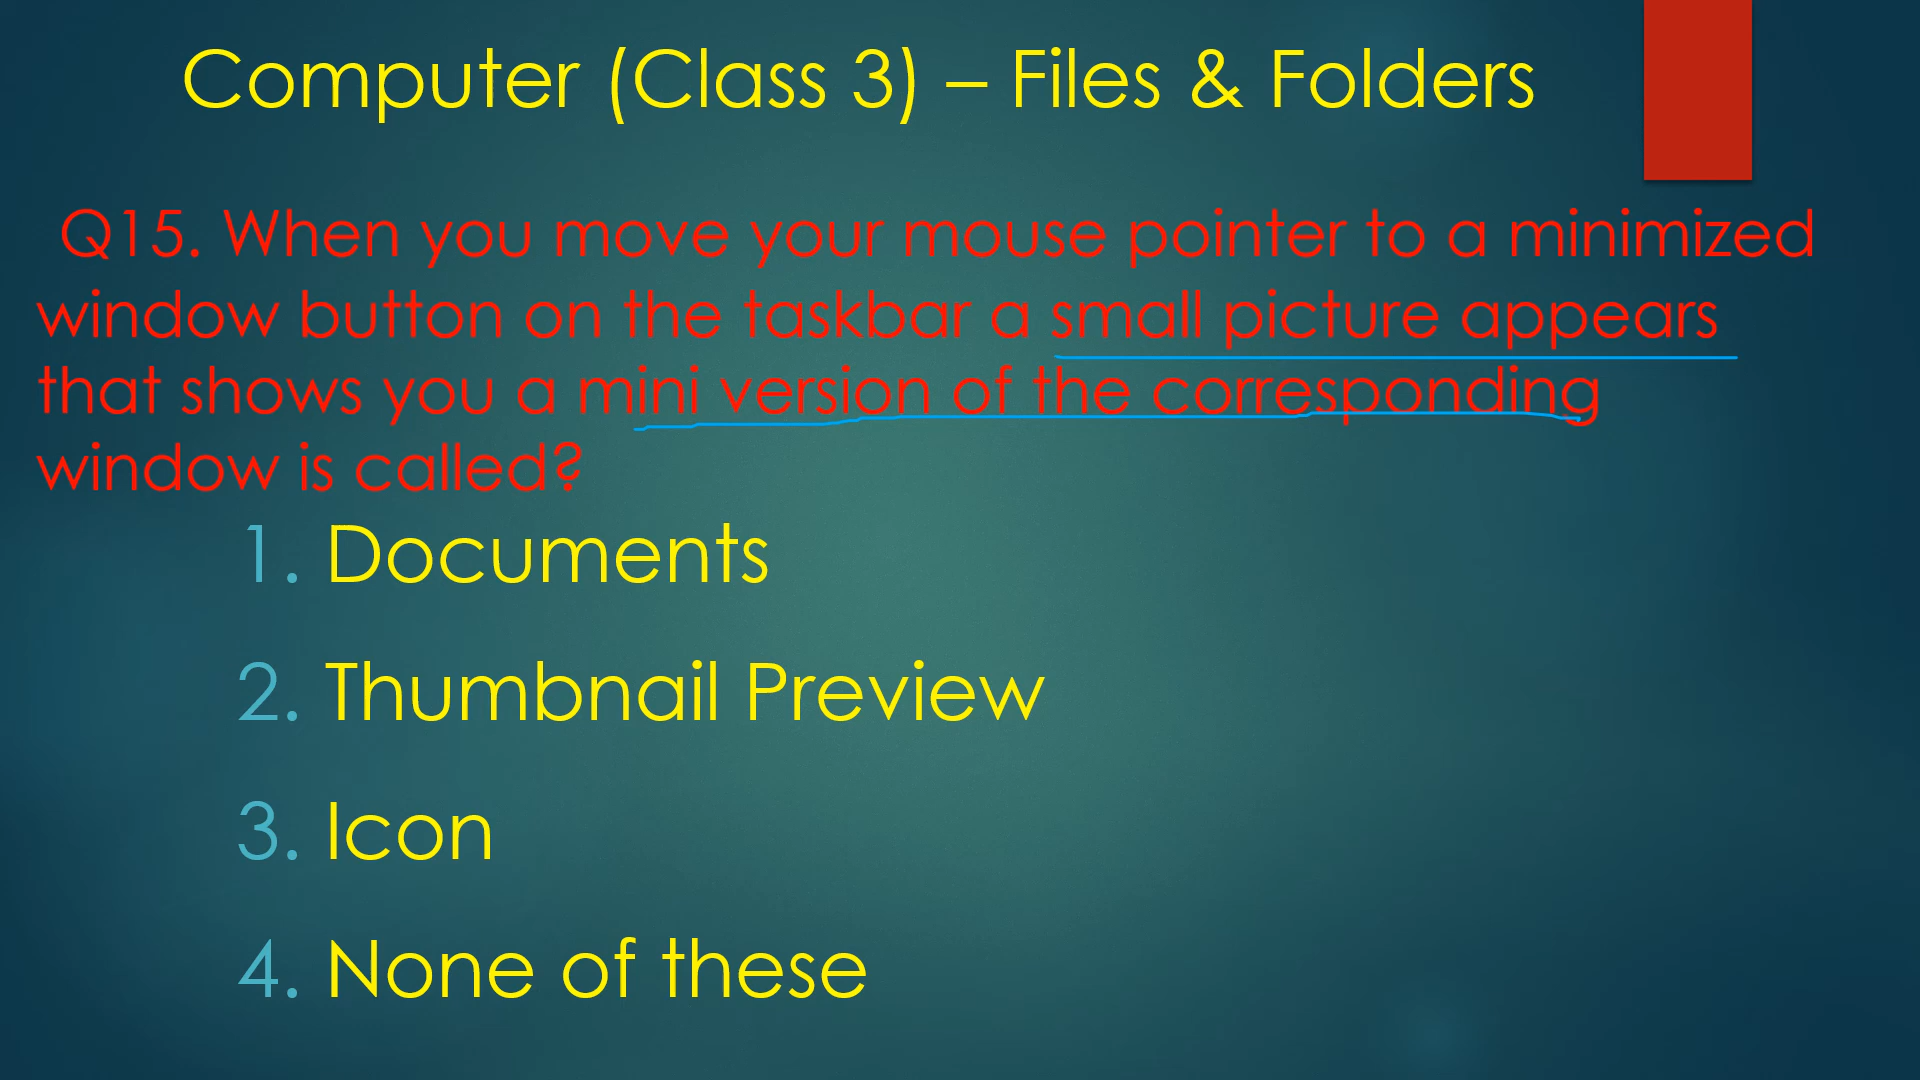 Computer (Class 3) – Files & Folders
Q15. When you move your mouse pointer to a minimized
window button on the taskbar a small picture appears
that shows you a mini version of the corresponding
window is called?
1. Documents
2. Thumbnail Preview
3. Icon
4. None of these